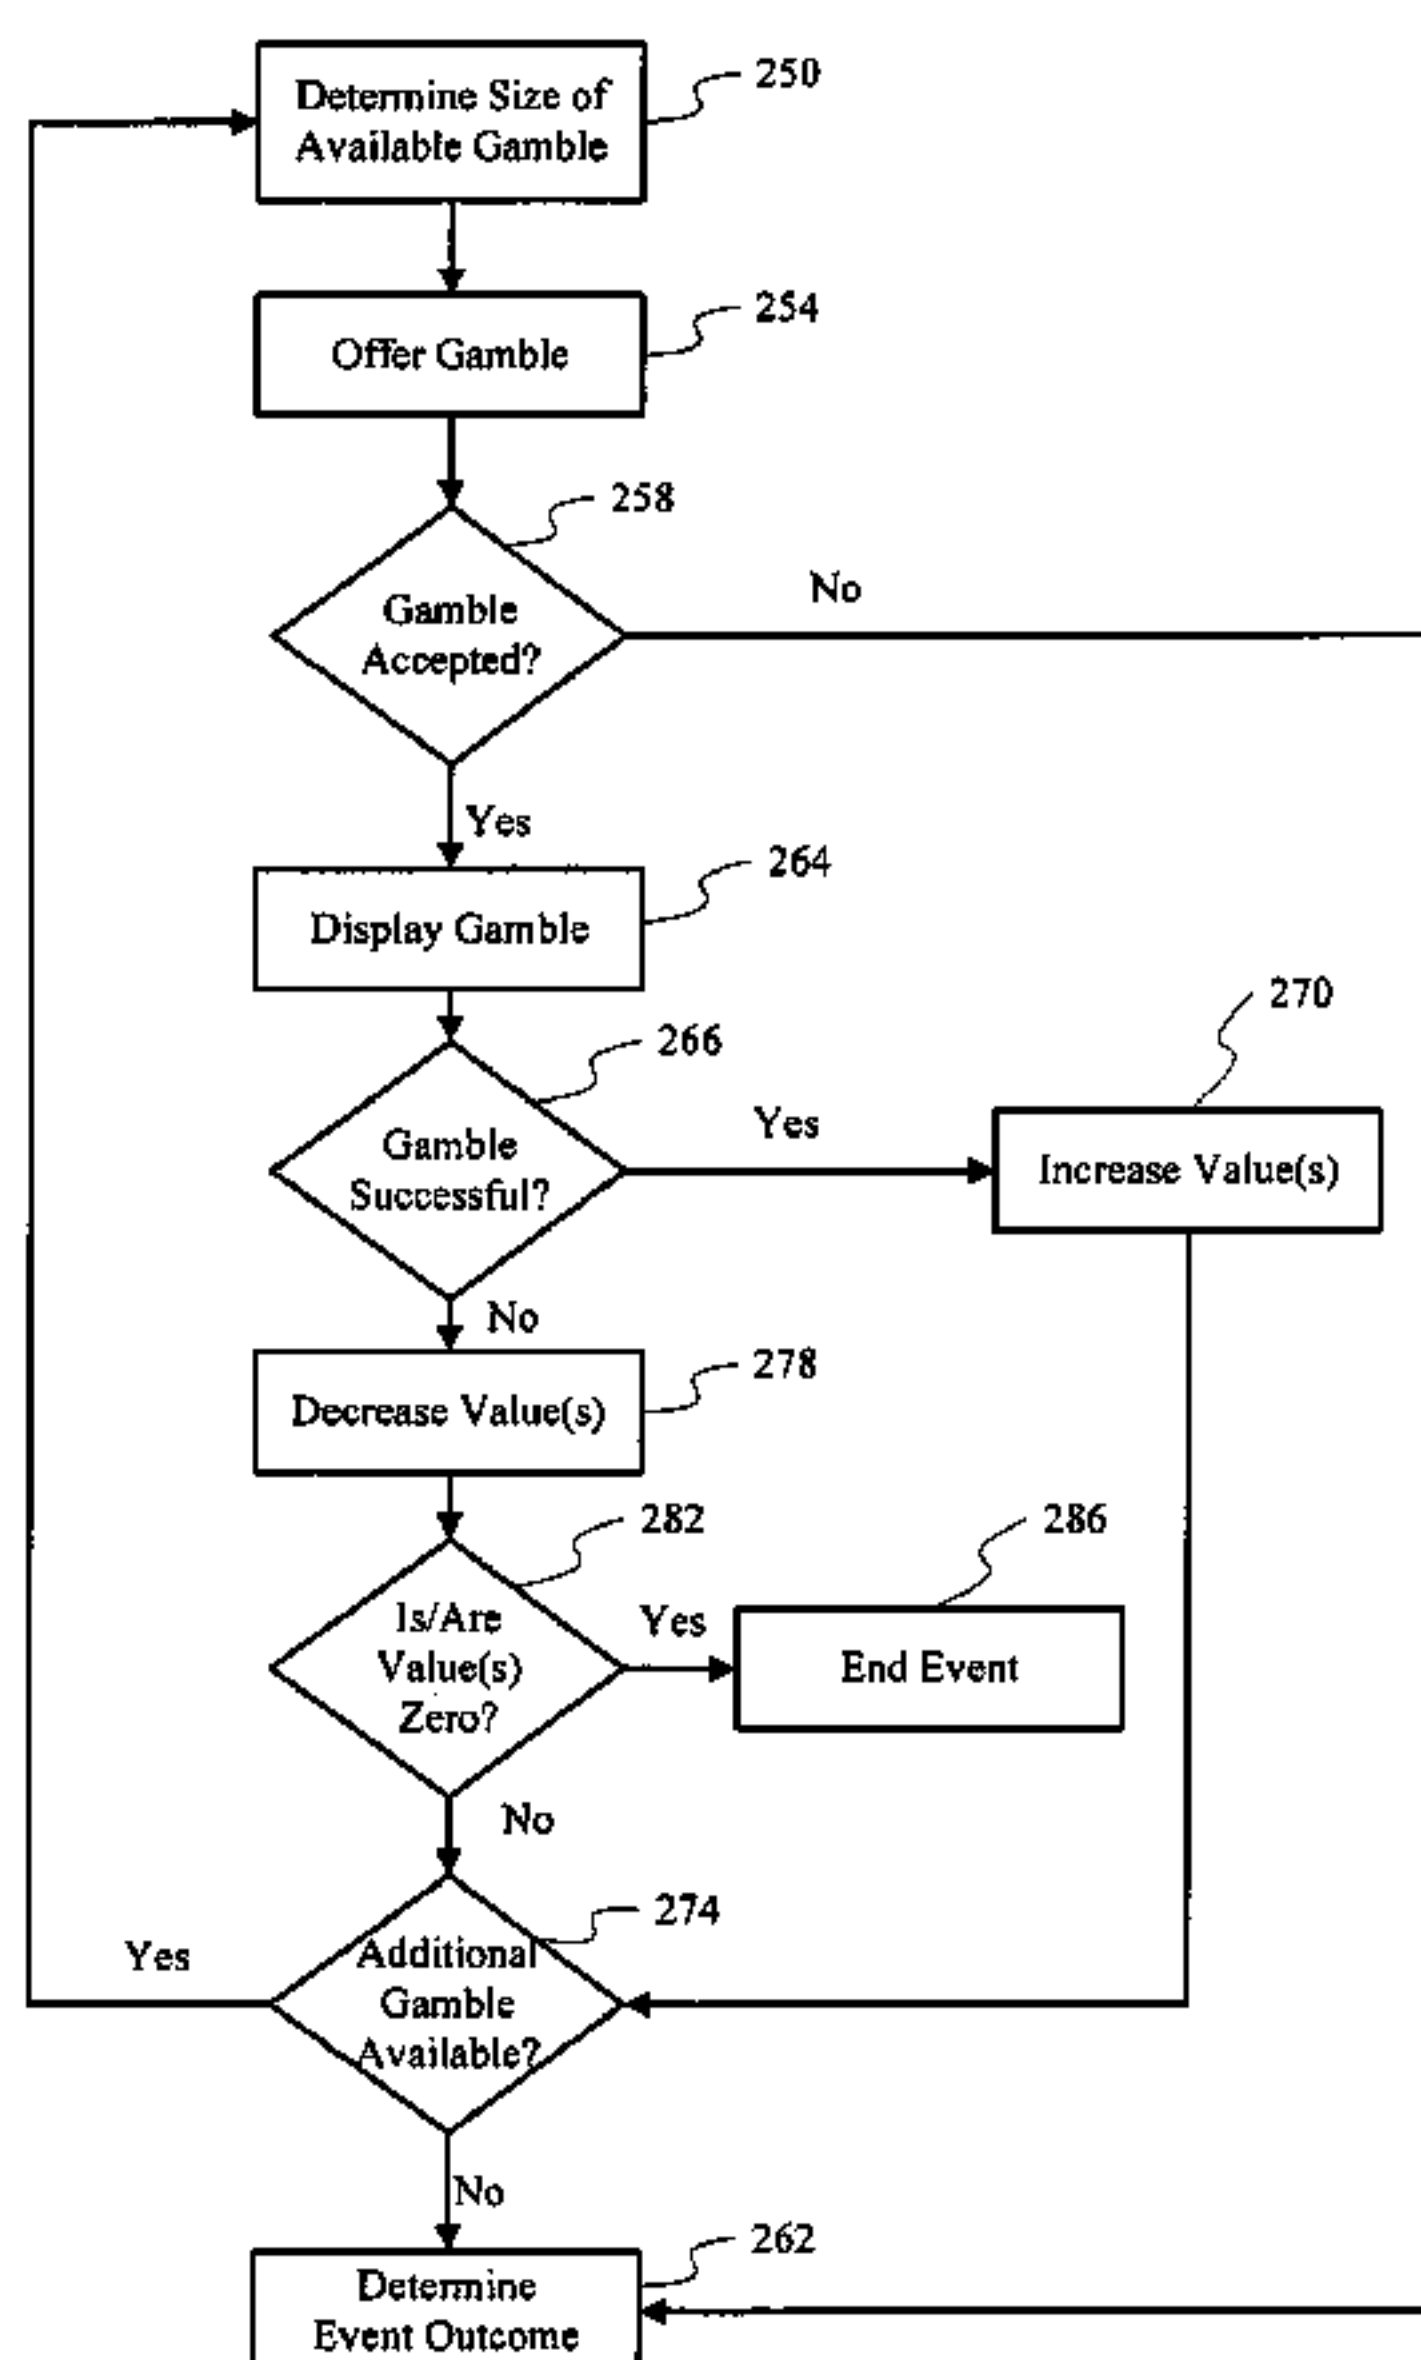 250
Determine Size of
Available Gamble
254
Offer Gamble
258
No
Gamble
Accepted?
Yes
264
Display Gamble
270
266
Yes
Gamble
Successful?
Increase Value(s)
No
278
Decrease Value(s)
282
286
Yes
Is/Are
Value(s)
Zero?
End Event
No
274
Yes
Additional
Gamble
Available?
No
262
Determine
Event Outcome